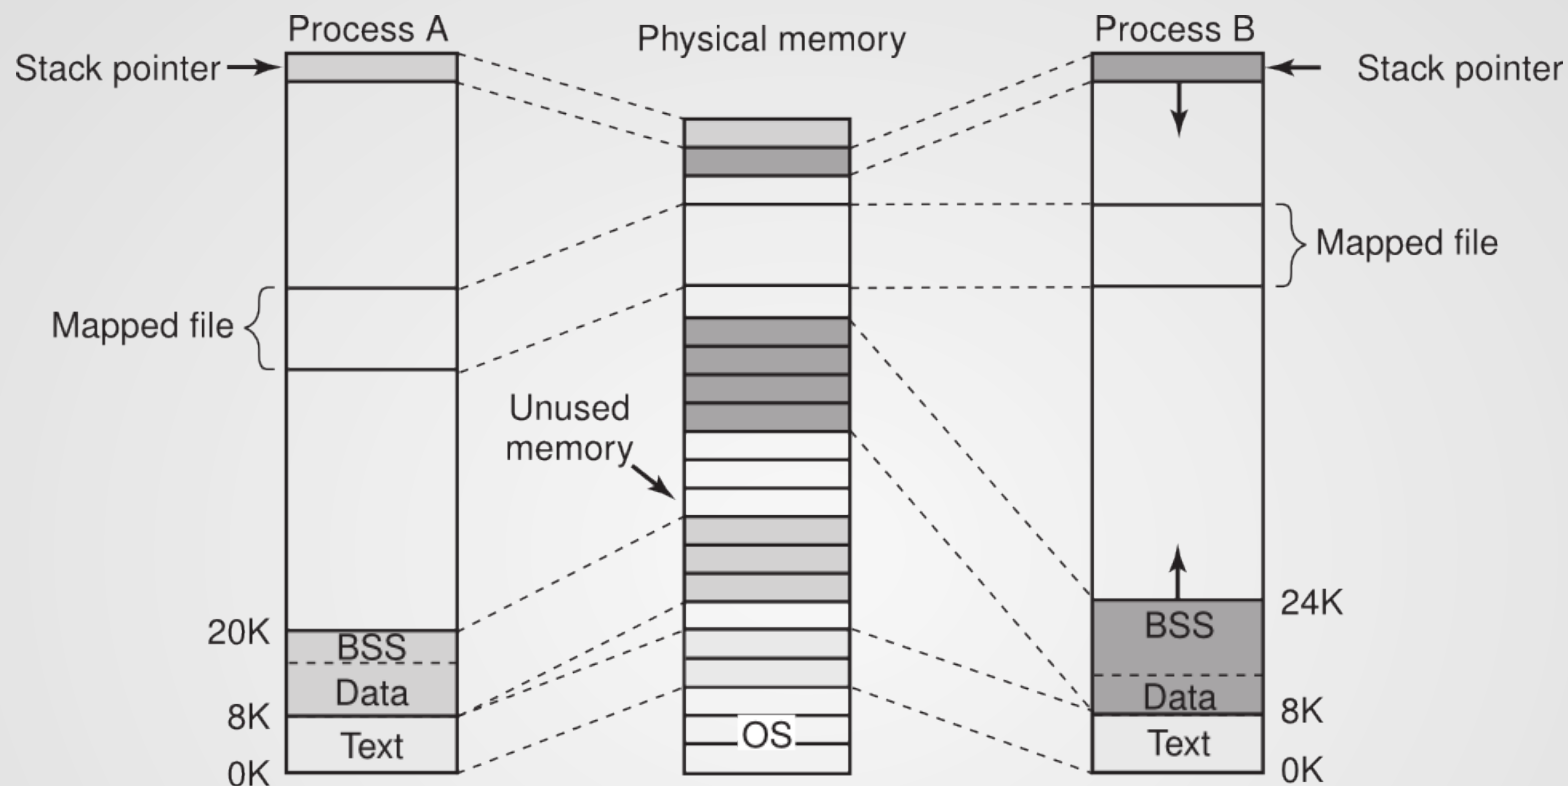 Process A
Physical memory
Process B
Stack pointer
Stack pointer
Mapped file
Mapped file
Unused
memory
20K
BSS
24K
BSS
Data
Data
8K
8K
Text
OS
Text
0K
0K